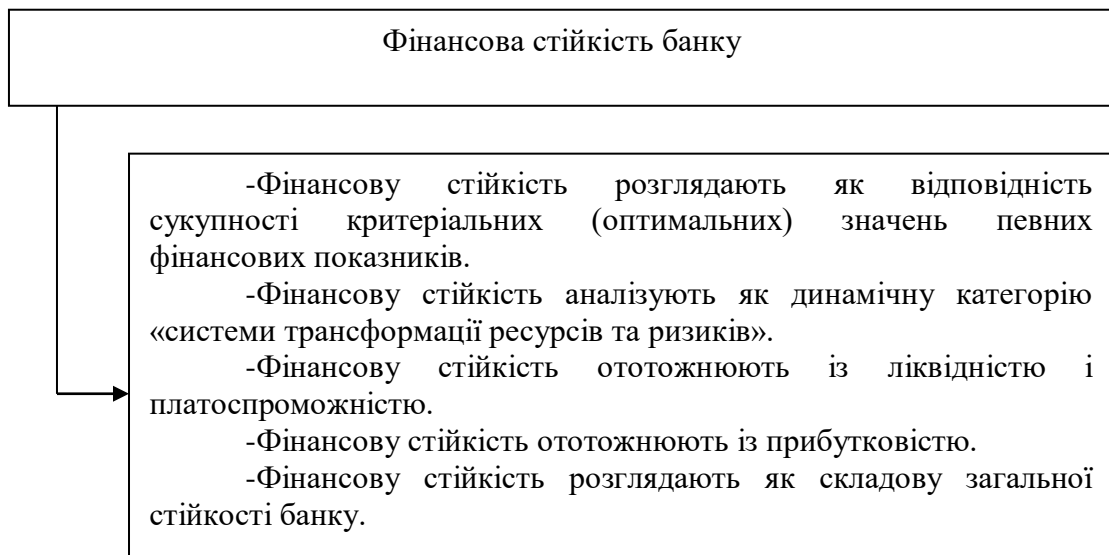 Фінансова стійкість банку
-Фінансову стійкість розглядають як відповідність
сукупності критеріальних (оптимальних) значень певних
фінансових показників.
-Фінансову стійкість аналізують як динамічну категорію
«системи трансформації ресурсів та ризиків».
-Фінансову стійкість ототожнюють із ліквідністю і
платоспроможністю.
-Фінансову стійкість ототожнюють із прибутковістю.
-Фінансову стійкість розглядають як складову загальної
стійкості банку.